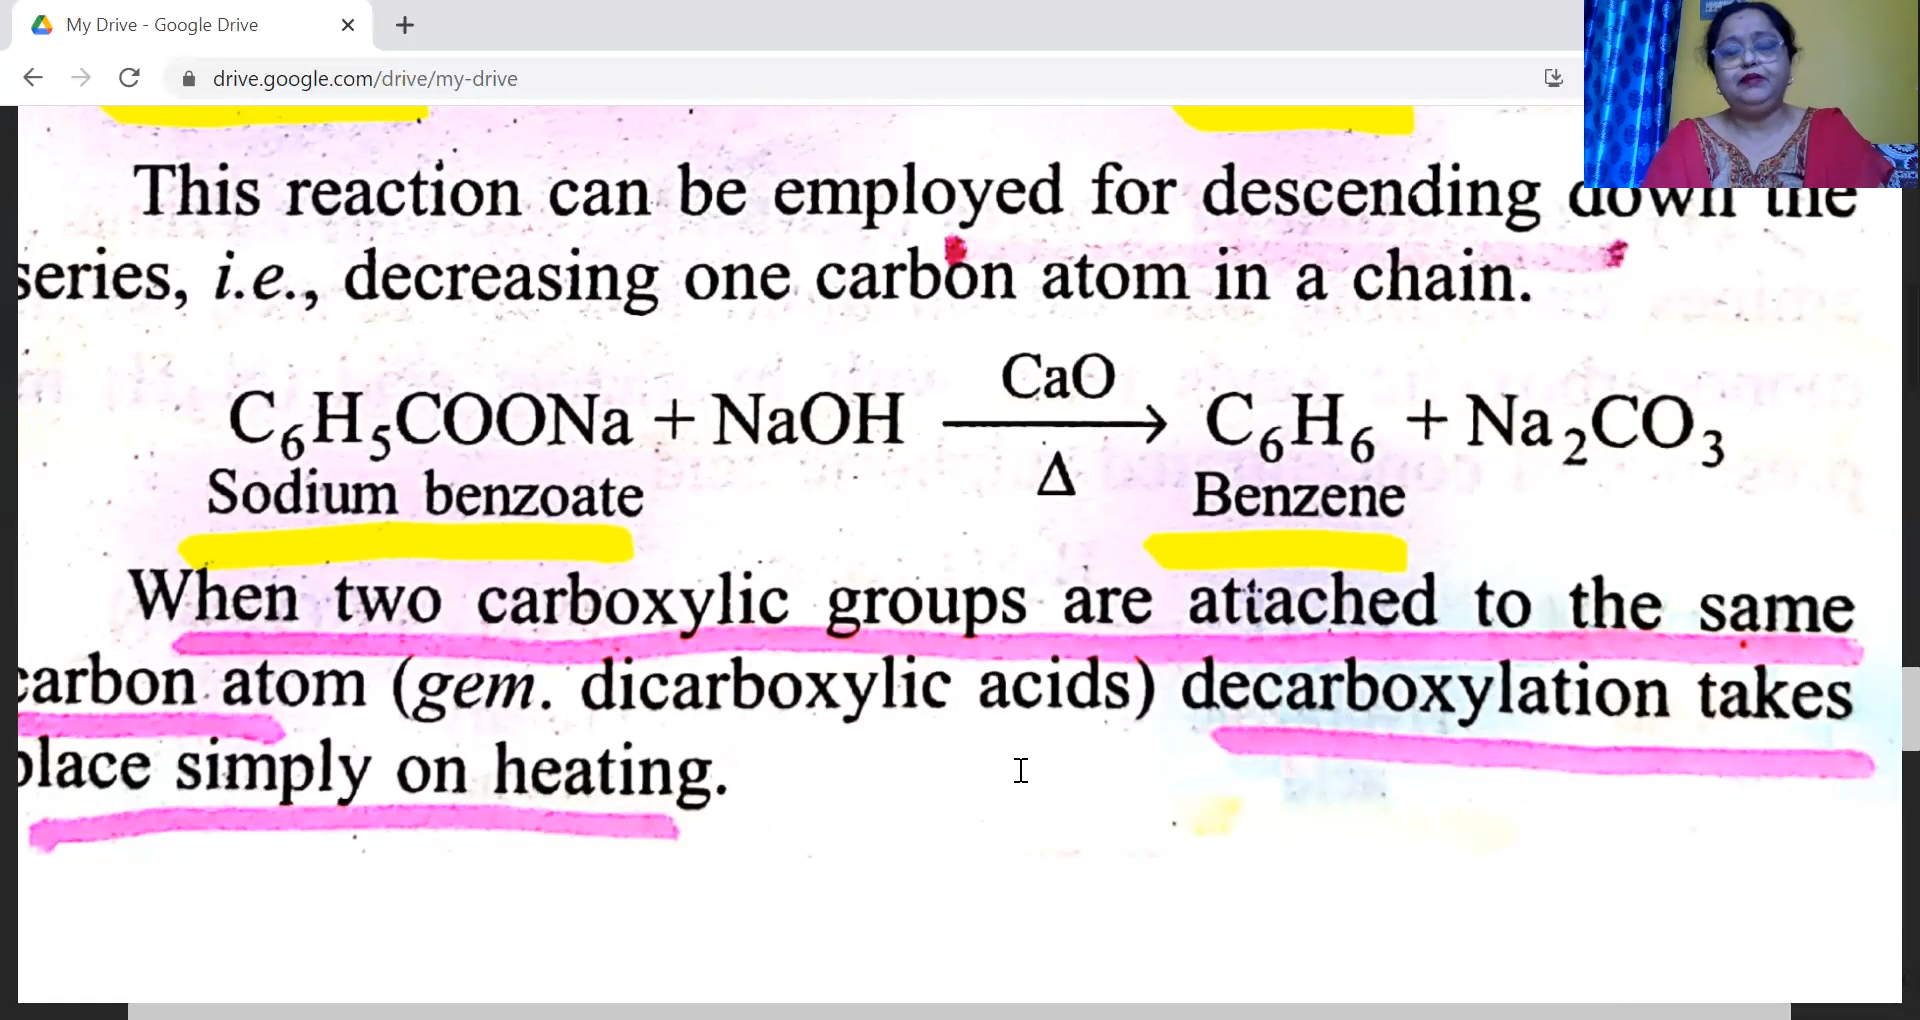 My Drive - Google Drive
drive.google.com/drive/my-drive
This reaction can be employed for descending down the
series, i.e., decreasing one carbon atom in a chain.
C6H5COONa + NaOH CaO Δ → C6H6 + Na2CO3
Sodium benzoate Benzene
When two carboxylic groups are attached to the same
carbon atom (gem. dicarboxylic acids) decarboxylation takes
place simply on heating.